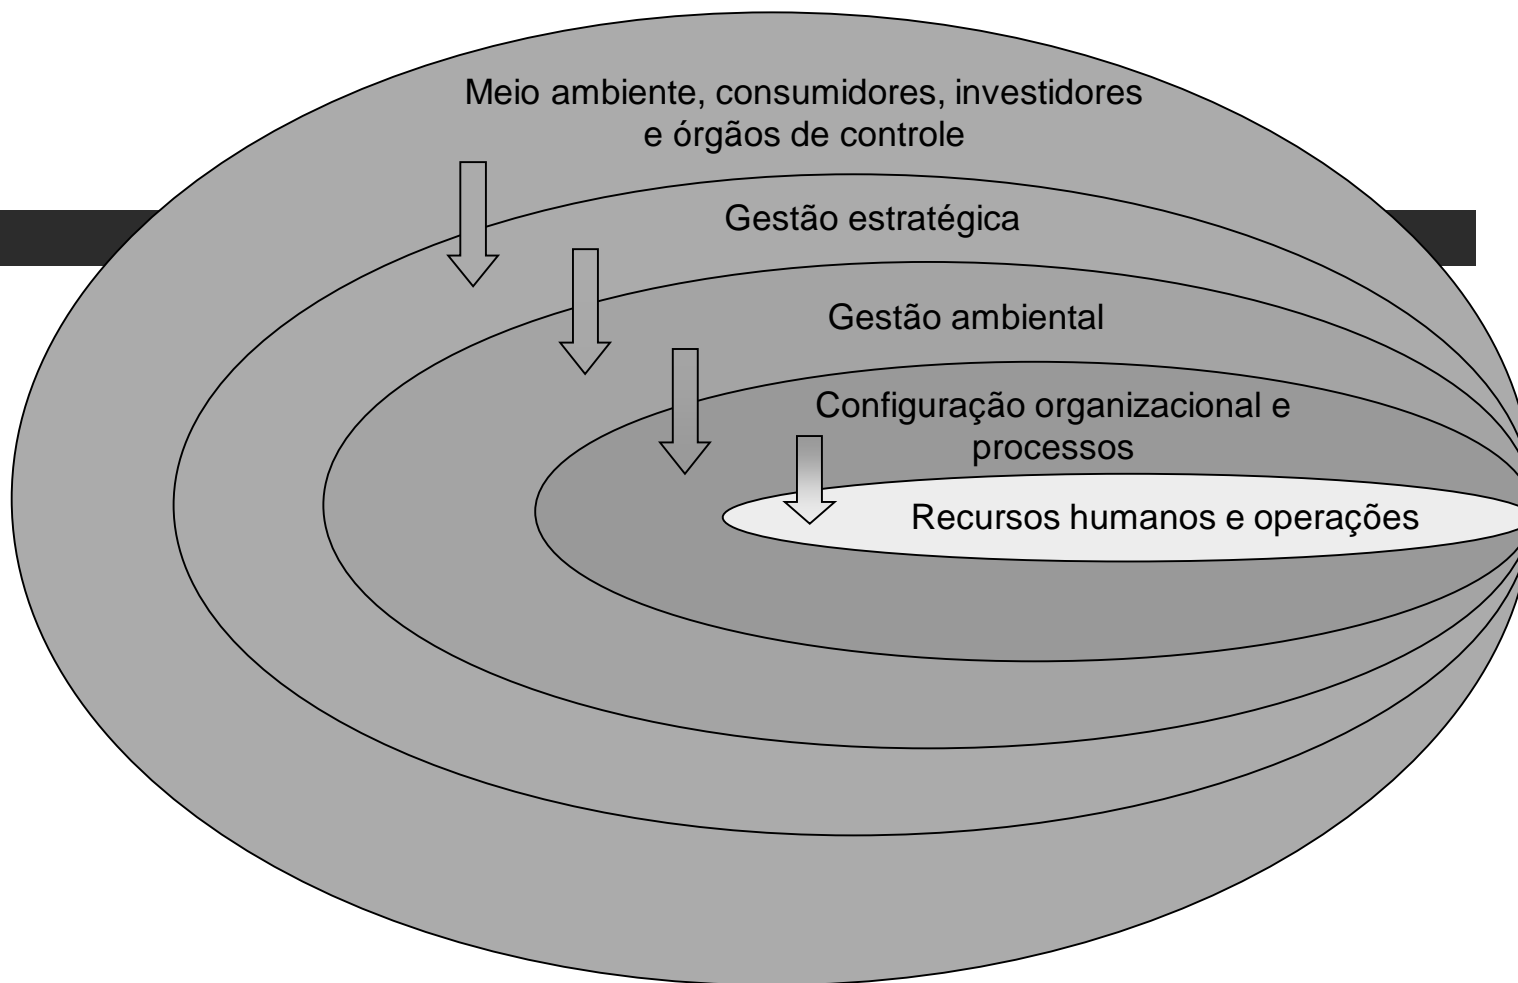 Meio ambiente, consumidores, investidores
e órgãos de controle
Gestão estratégica
Gestão ambiental
Configuração organizacional e
processos
Recursos humanos e operações